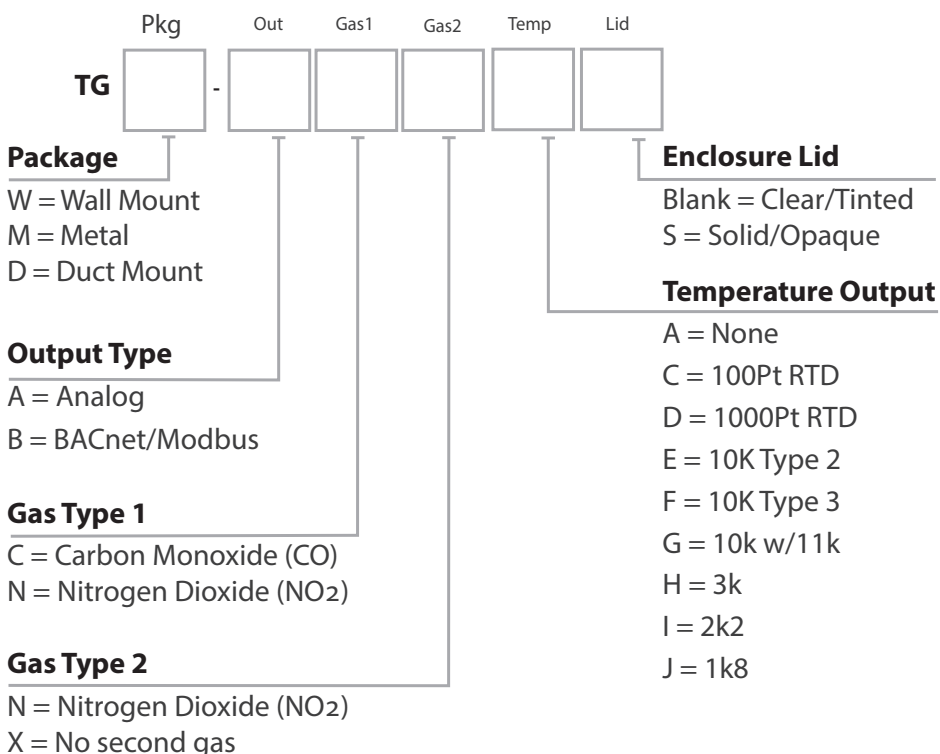 Pkg Out Gas1 Gas2 Temp Lid
TG -
Package
W = Wall Mount
M = Metal
D = Duct Mount
Output Type
A = Analog
B = BACnet/Modbus
Gas Type 1
C = Carbon Monoxide (CO)
N = Nitrogen Dioxide (NO2)
Gas Type 2
N = Nitrogen Dioxide (NO2)
X = No second gas
Enclosure Lid
Blank = Clear/Tinted
S = Solid/Opaque
Temperature Output
A = None
C = 100Pt RTD
D = 1000Pt RTD
E = 10K Type 2
F = 10K Type 3
G = 10k w/11k
H = 3k
I = 2k2
J = 1k8